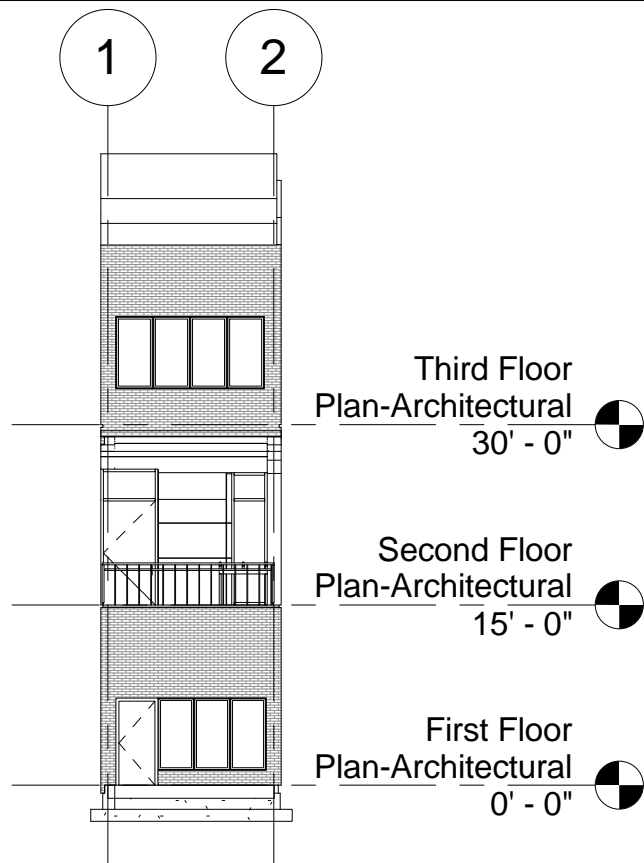 1
2
Third Floor
Plan-Architectural
30' - 0"
Second Floor
Plan-Architectural
15' - 0"
First Floor
Plan-Architectural
0' - 0"